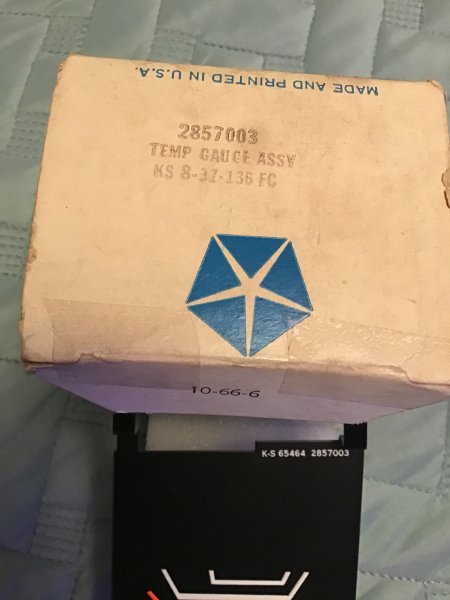 MADE AND PRINTED IN U.S.A.
2857003
TEMP GAUGE ASSY
KS 8-37-136 FC
10-66-6
K-S 65464 2857003